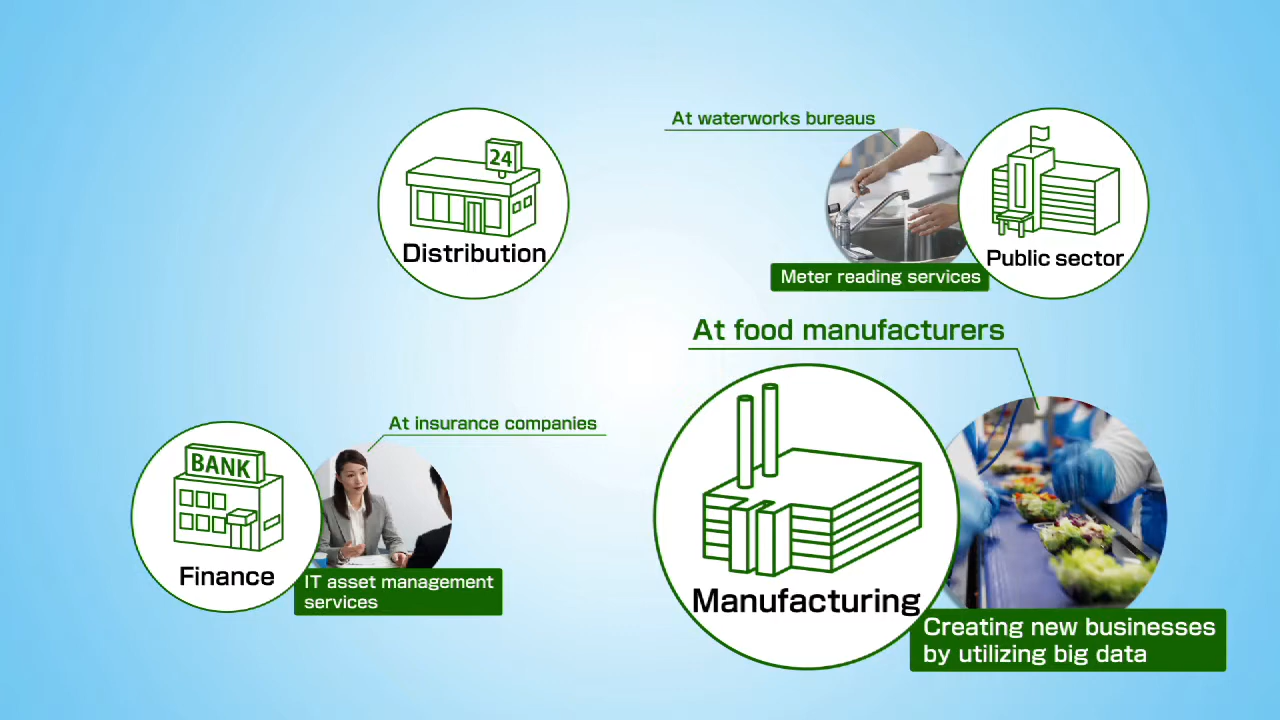 At waterworks bureaus
24
Distribution
Public sector
Meter reading services
At food manufacturers
At insurance companies
BANK
Finance
IT asset management
services
Manufacturing
Creating new businesses
by utilizing big data